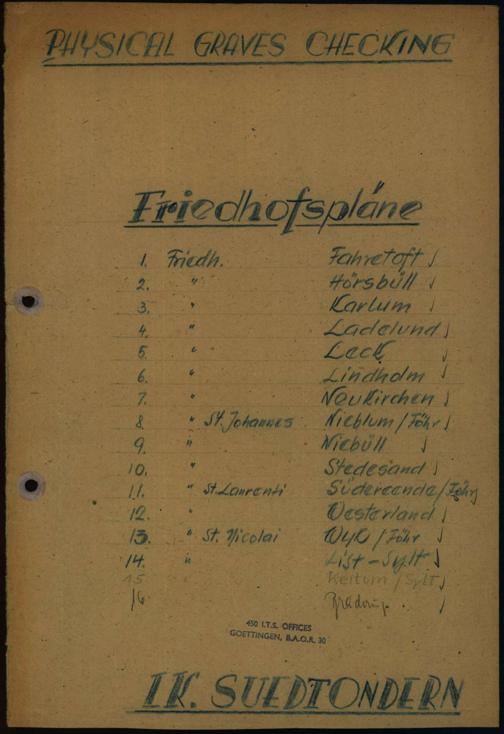 PHYSICAL GRAVES CHECKING
Friedhofspläne
1. Friedh. Fahretoft √
2. " Hörsbüll √
3. " Karlum √
4. " Ladelund √
5. " Leck √
6. " Lindholm √
7. " Neukirchen √
8. " St. Johannes Nieblum / Föhr √
9. " Niebüll √
10. " Stedesand √
11. " St. Laurenti Süderende / Föhr √
12. " Westerland √
13. " St. Nicolai Wyk / Föhr √
14. " List - Sylt √
15 Keitum / Sylt √
16 √
450 I.T.S. OFFICES
GOETTINGEN, B.A.O.R. 30
LK. SUEDTONDERN